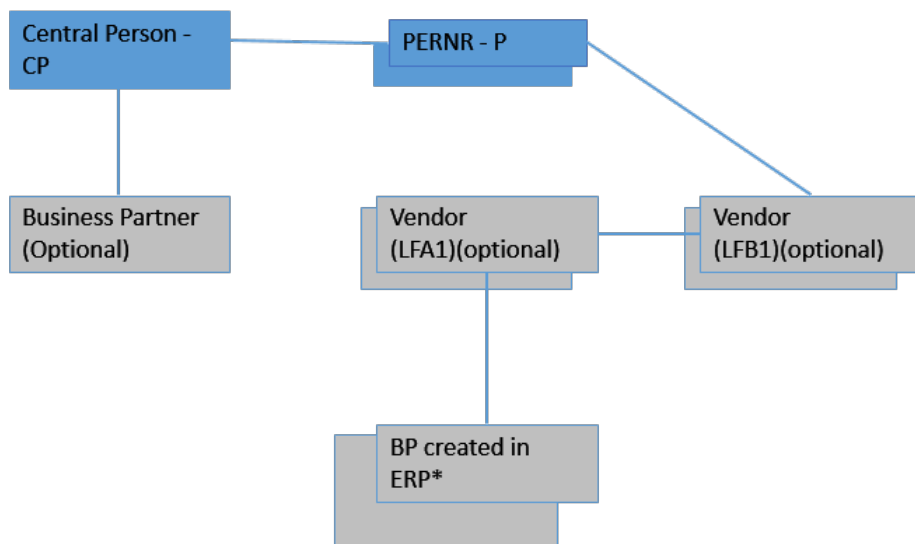 Central Person -
CP
PERNR - P
Business Partner
(Optional)
Vendor
(LFA1)(optional)
Vendor
(LFB1)(optional)
BP created in
ERP*